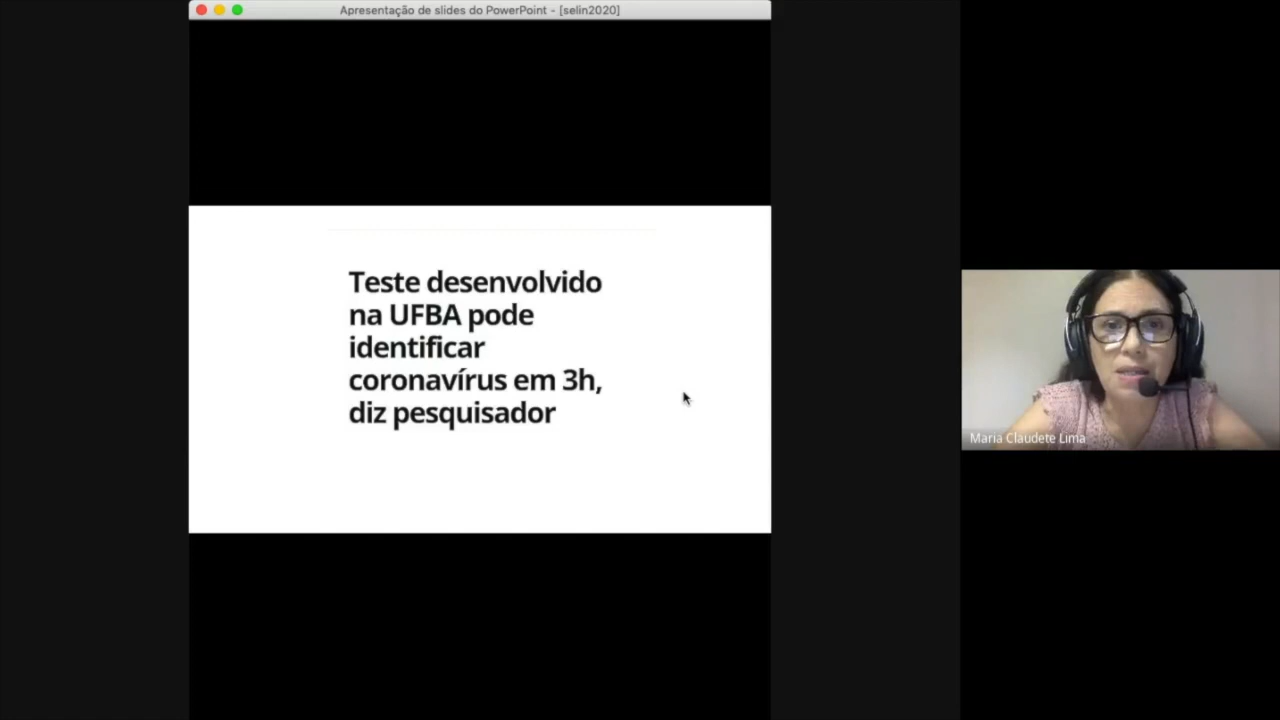 Apresentação de slides do PowerPoint - [selin2020]
Teste desenvolvido
na UFBA pode
identificar
coronavírus em 3h,
diz pesquisador
Maria Claudete Lima